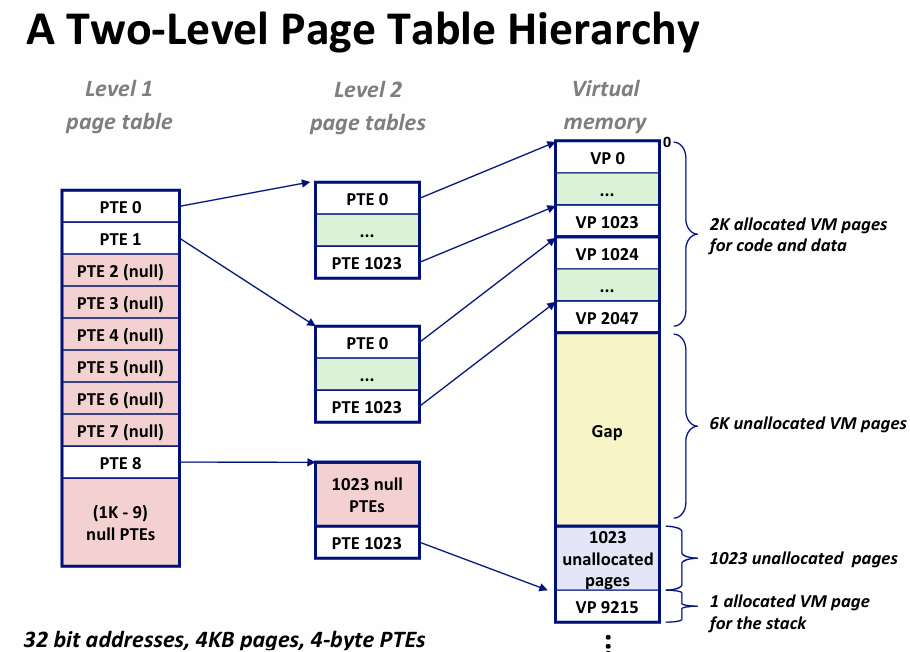 A Two-Level Page Table Hierarchy
Level 1
page table
Level 2
page tables
Virtual
memory
PTE 0
PTE 1
PTE 2 (null)
PTE 3 (null)
PTE 4 (null)
PTE 5 (null)
PTE 6 (null)
PTE 7 (null)
PTE 8
(1K - 9)
null PTEs
PTE 0
...
PTE 1023
PTE 0
...
PTE 1023
1023 null
PTEs
PTE 1023
0
VP 0
...
VP 1023
VP 1024
...
VP 2047
Gap
1023
unallocated
pages
VP 9215
2K allocated VM pages
for code and data
6K unallocated VM pages
1023 unallocated pages
1 allocated VM page
for the stack
32 bit addresses, 4KB pages, 4-byte PTEs